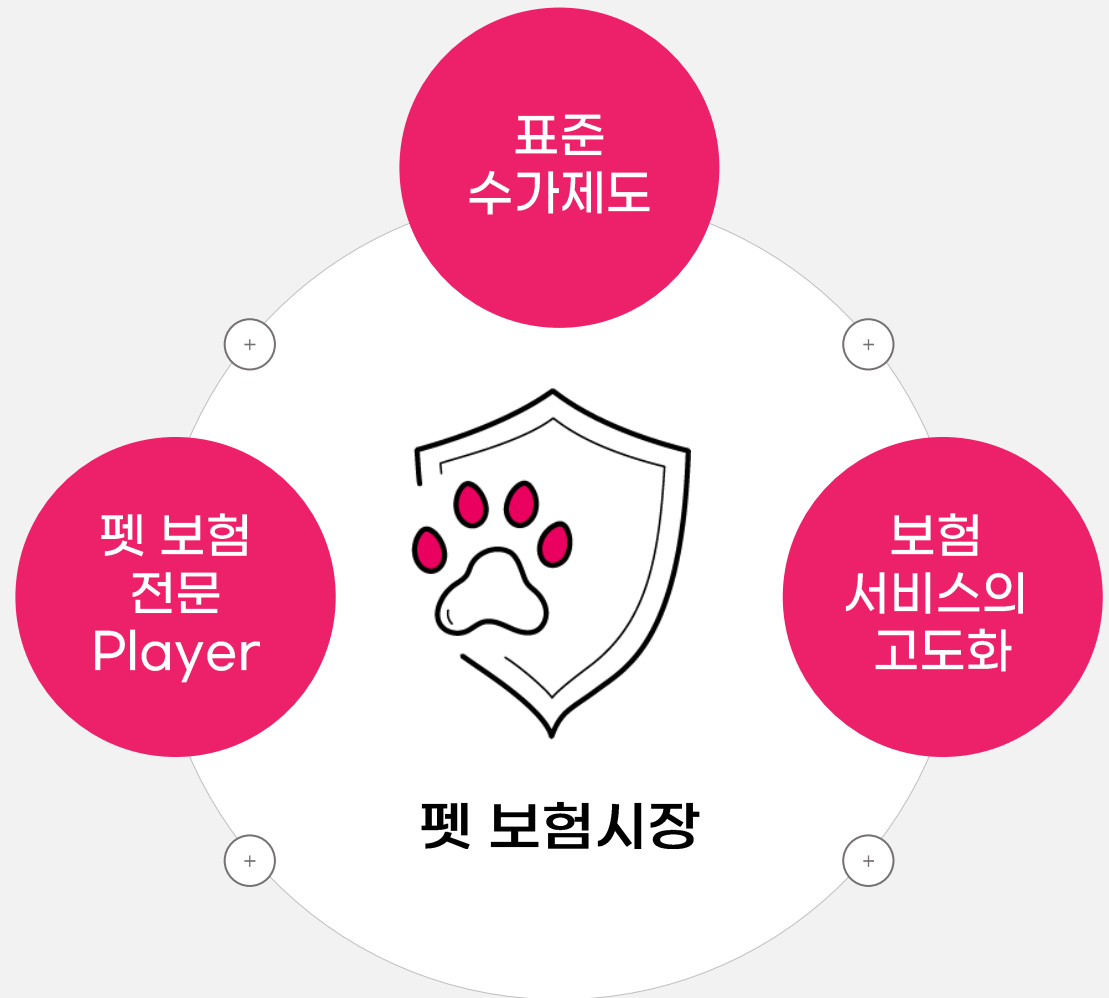 표준
수가제도
펫 보험
전문
Player
보험
서비스의
고도화
펫 보험시장